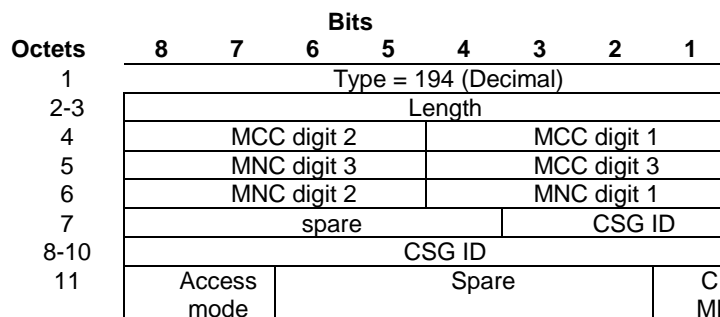 Bits
Octets 8 7 6 5 4 3 2 1
1 Type = 194 (Decimal)
2-3 Length
4 MCC digit 2 MCC digit 1
5 MNC digit 3 MCC digit 3
6 MNC digit 2 MNC digit 1
7 spare CSG ID
8-10 CSG ID
11 Access Spare C
mode